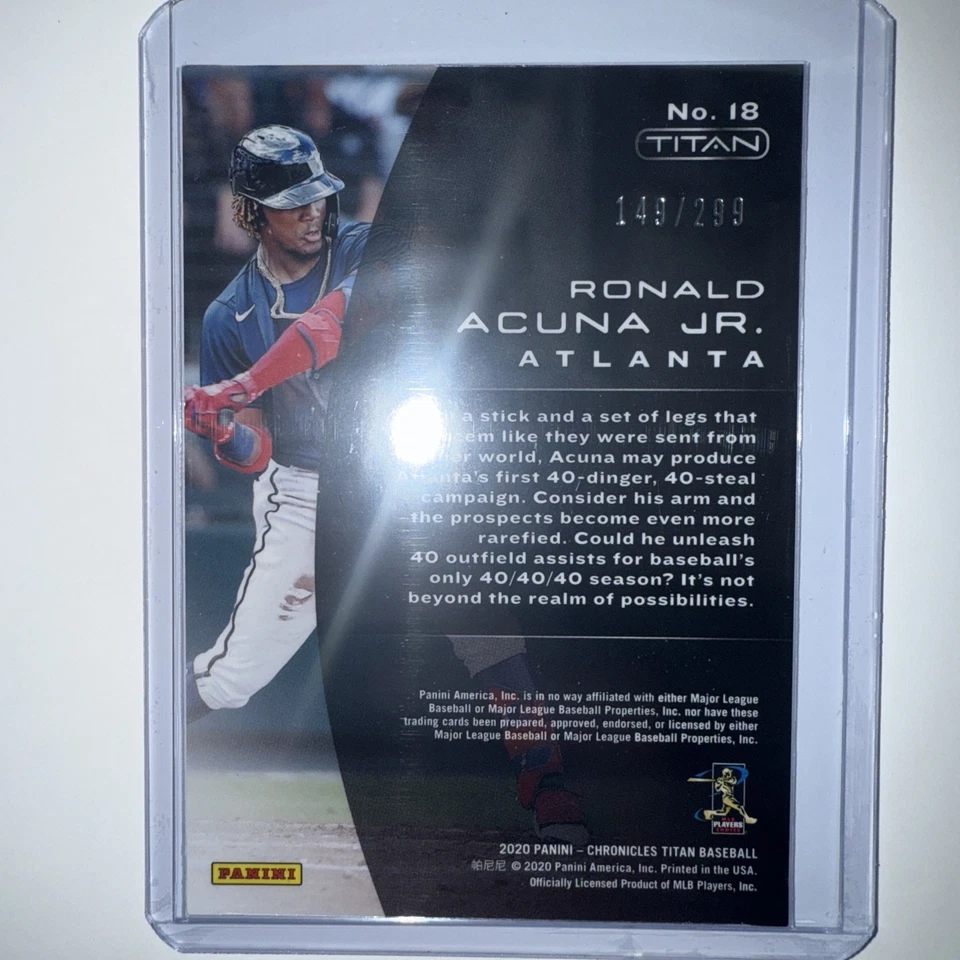 No. 18
TITAN
149/299
RONALD
ACUNA JR.
ATLANTA
a stick and a set of legs that
like they were sent from
world, Acuna may produce
first 40-dinger, 40-steal
campaign. Consider his arm and
the prospects become even more
rarefied. Could he unleash
40 outfield assists for baseball's
only 40/40/40 season? It's not
beyond the realm of possibilities.
Panini America, Inc. is in no way affiliated with either Major League
Baseball or Major League Baseball Properties, Inc. nor have these
trading cards been prepared, approved, endorsed, or licensed by either
Major League Baseball or Major League Baseball Properties, Inc.
MLB
PLAYERS
CHOICE
2020 PANINI – CHRONICLES TITAN BASEBALL
帕尼尼 © 2020 Panini America, Inc. Printed in the USA.
Officially Licensed Product of MLB Players, Inc.
PANINI